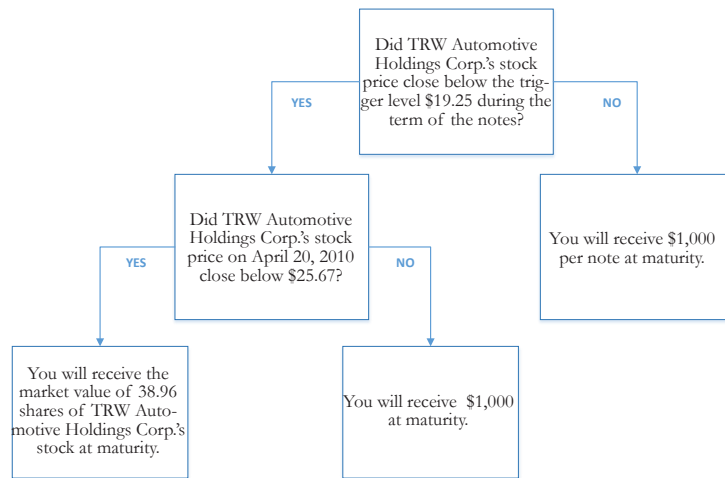 Did TRW Automotive
Holdings Corp.'s stock
price close below the trig-
ger level $19.25 during the
term of the notes?
YES
NO
Did TRW Automotive
Holdings Corp.'s stock
price on April 20, 2010
close below $25.67?
You will receive $1,000
per note at maturity.
YES
NO
You will receive the
market value of 38.96
shares of TRW Auto-
motive Holdings Corp.'s
stock at maturity.
You will receive $1,000
at maturity.